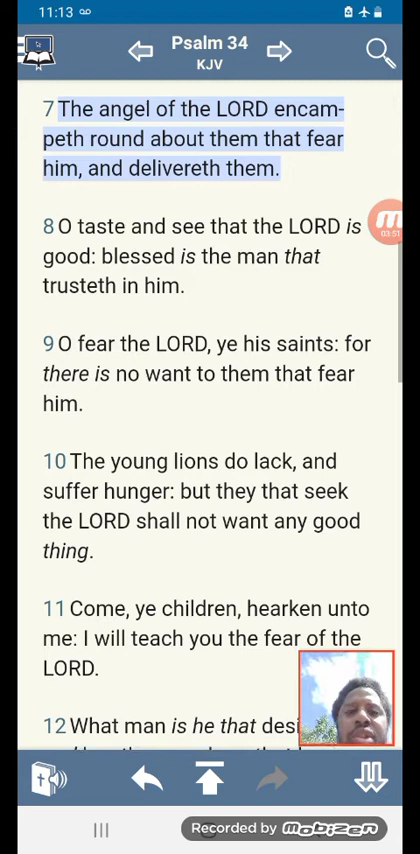 11:13
Psalm 34
KJV
7 The angel of the LORD encam-
peth round about them that fear
him, and delivereth them.
8 O taste and see that the LORD is
good: blessed is the man that
trusteth in him.
03:51
9 O fear the LORD, ye his saints: for
there is no want to them that fear
him.
10 The young lions do lack, and
suffer hunger: but they that seek
the LORD shall not want any good
thing.
11 Come, ye children, hearken unto
me: I will teach you the fear of the
LORD.
12 What man is he that desi
Recorded by mobizen